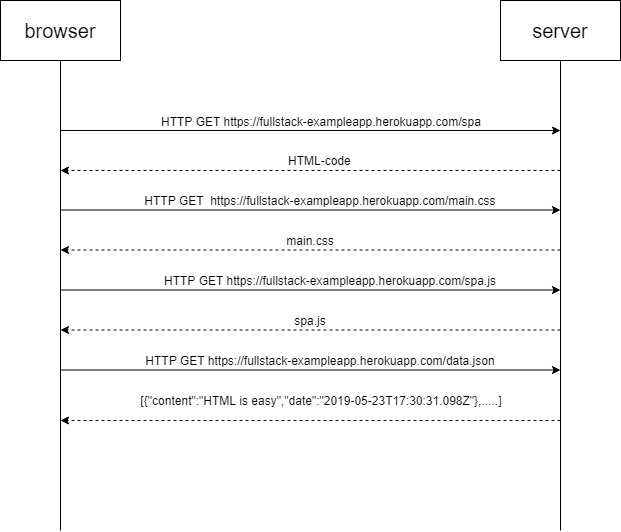 browser
server
HTTP GET https://fullstack-exampleapp.herokuapp.com/spa
HTML-code
HTTP GET  https://fullstack-exampleapp.herokuapp.com/main.css
main.css
HTTP GET https://fullstack-exampleapp.herokuapp.com/spa.js
spa.js
HTTP GET https://fullstack-exampleapp.herokuapp.com/data.json
[{"content":"HTML is easy","date":"2019-05-23T17:30:31.098Z"},.....]